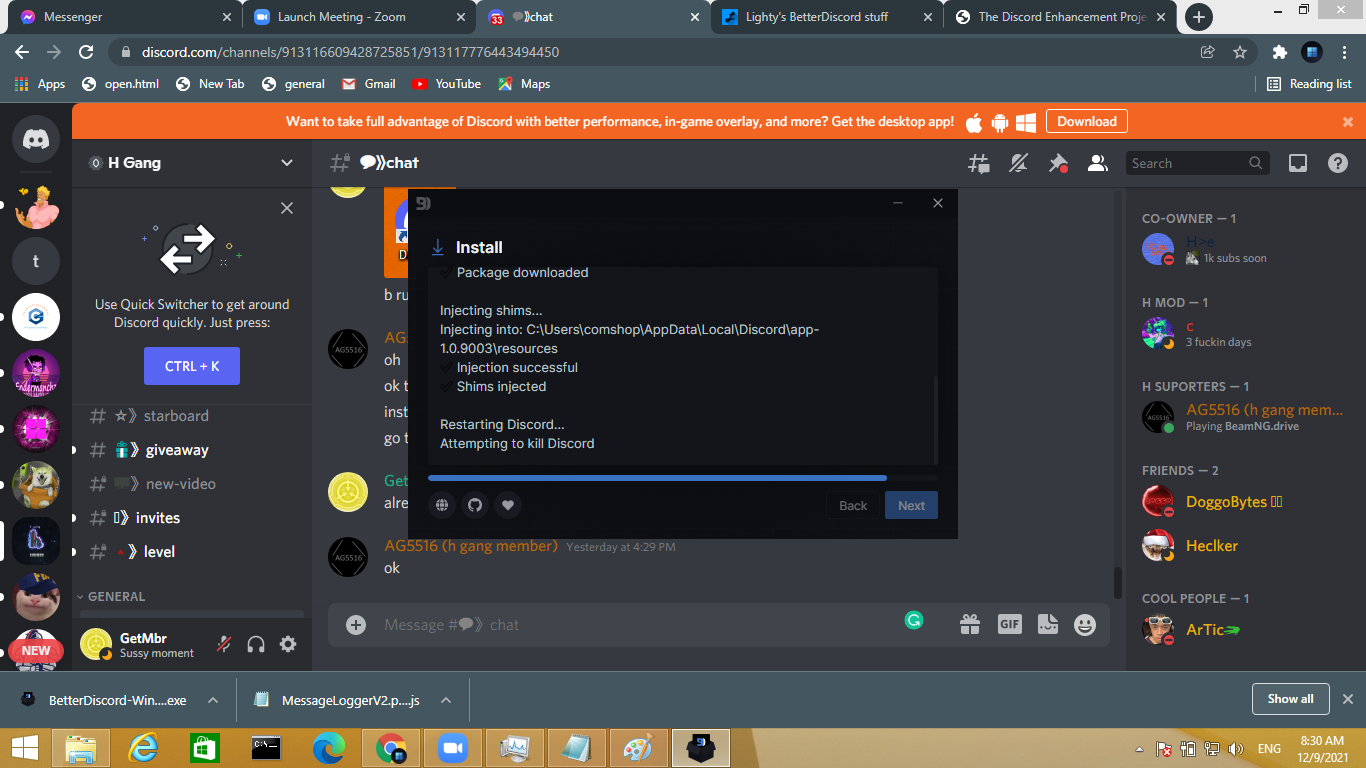 Messenger
Launch Meeting - Zoom
33
chat
Lighty's BetterDiscord stuff
The Discord Enhancement Proje
discord.com/channels/913116609428725851/913117776443494450
Apps
open.html
New Tab
general
Gmail
YouTube
Maps
Reading list
Want to take full advantage of Discord with better performance, in-game overlay, and more? Get the desktop app!
Download
H Gang
chat
Search
Use Quick Switcher to get around
Discord quickly. Just press:
CTRL + K
starboard
giveaway
new-video
invites
level
GENERAL
t
NEW
GetMbr
Sussy moment
D
b ru
AG
oh
ok t
inst
go t
Get
alre
AG5516
AG5516
AG5516 (h gang member) Yesterday at 4:29 PM
ok
Message # chat
GIF
Install
Package downloaded
Injecting shims...
Injecting into: C:\Users\comshop\AppData\Local\Discord\app-
1.0.9003\resources
Injection successful
Shims injected
Restarting Discord...
Attempting to kill Discord
Back
Next
CO-OWNER — 1
H>e
1k subs soon
H MOD — 1
c
3 fuckin days
H SUPORTERS — 1
AG5516 (h gang mem...
Playing BeamNG.drive
FRIENDS — 2
DoggoBytes
Heclker
COOL PEOPLE — 1
ArTic
BetterDiscord-Win....exe
MessageLoggerV2.p....js
Show all
ENG
8:30 AM
12/9/2021